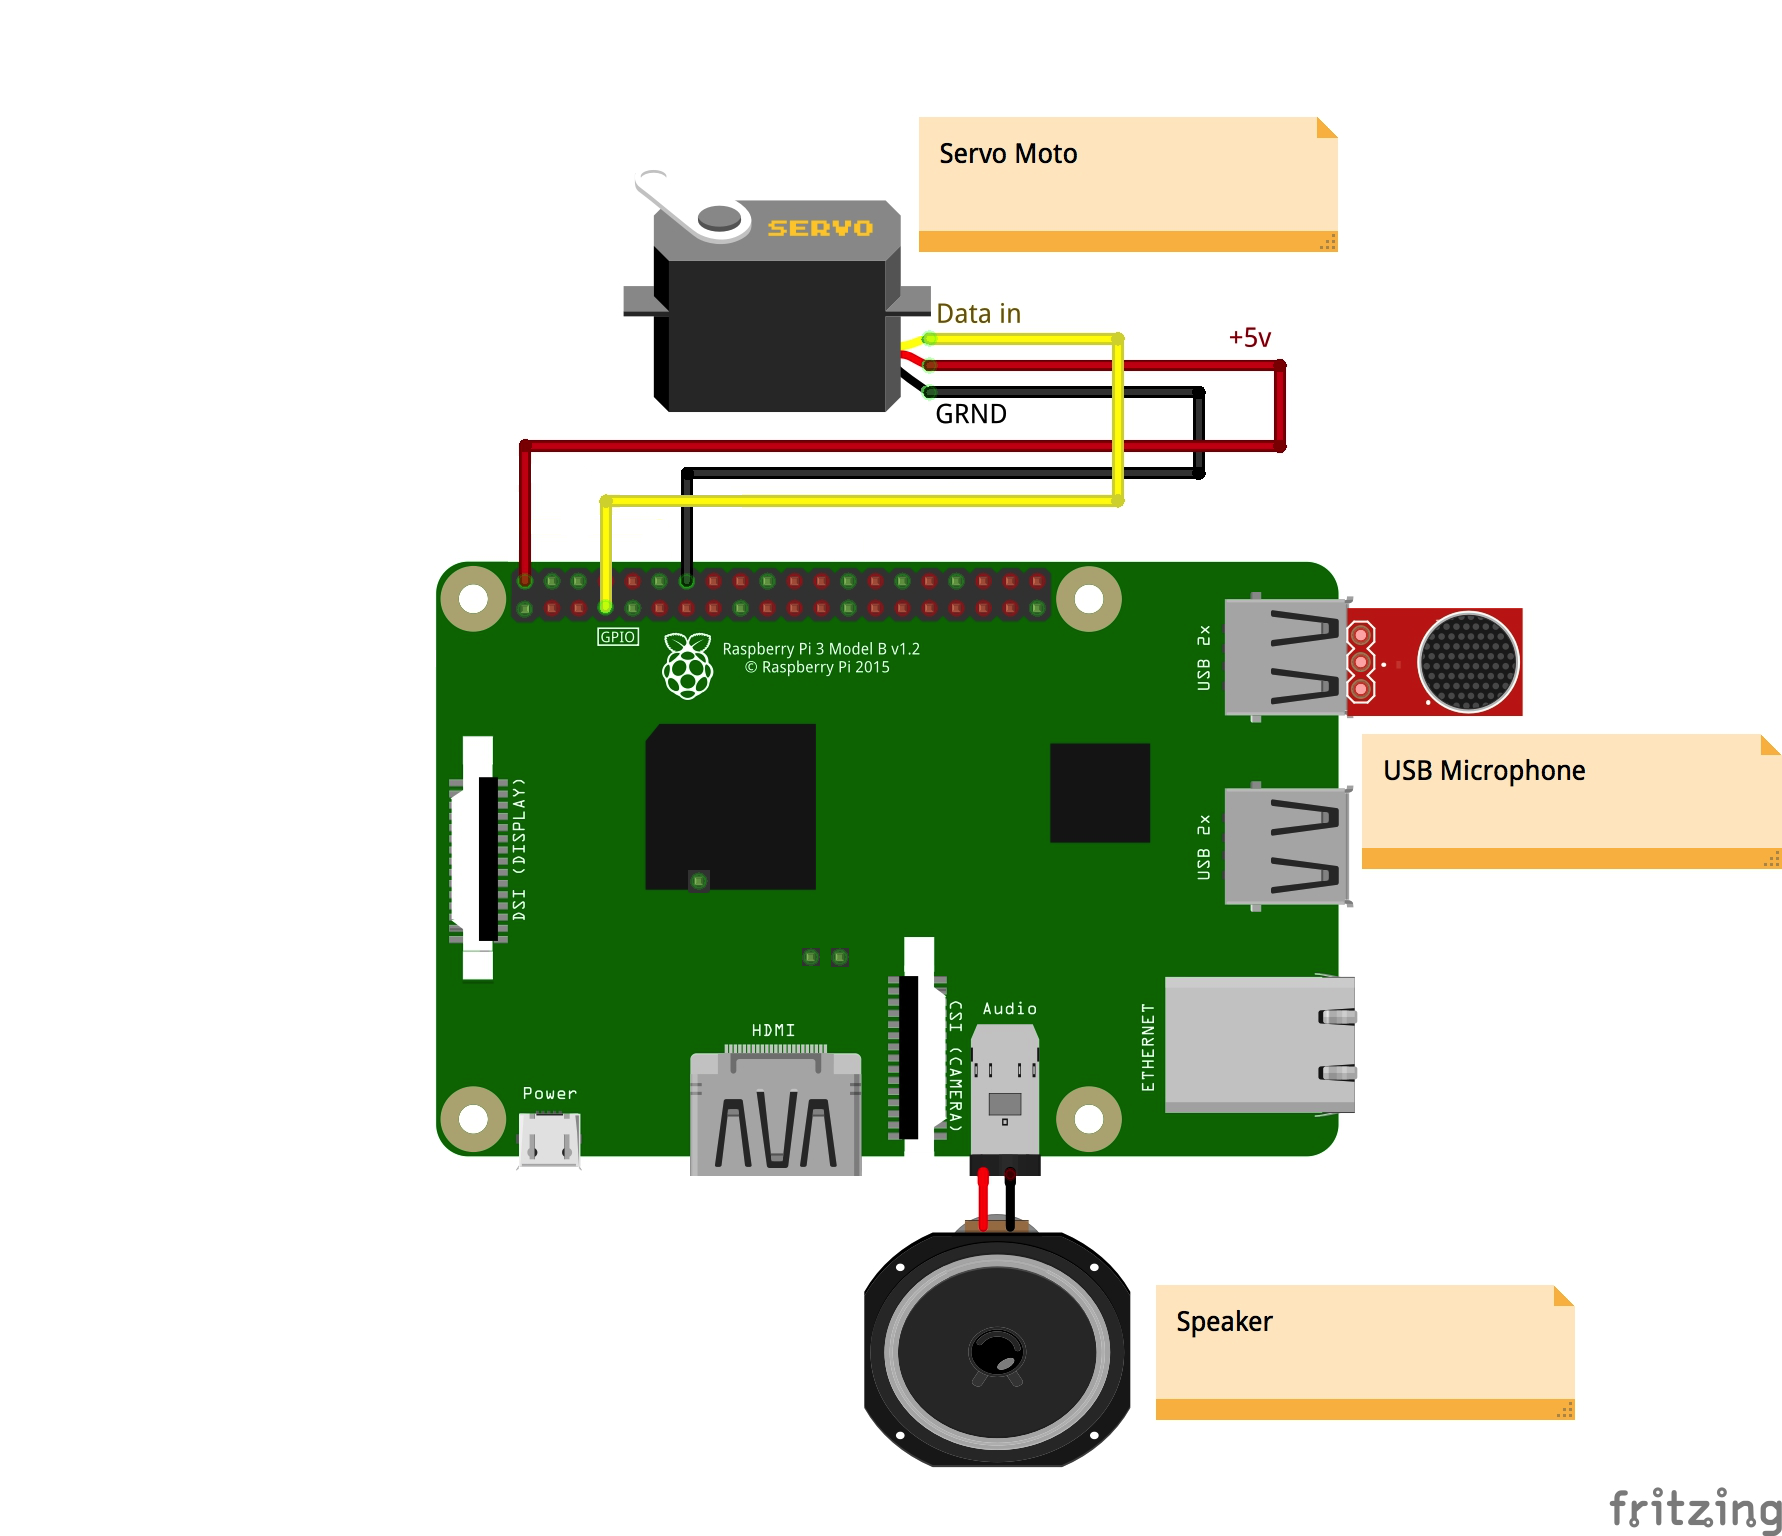 Servo Moto
SERVO
Data in
+5v
GRND
GPIO
Raspberry Pi 3 Model B v1.2
© Raspberry Pi 2015
USB 2x
USB Microphone
DSI (DISPLAY)
USB 2x
Audio
CSI (CAMERA)
HDMI
ETHERNET
Power
Speaker
fritzing